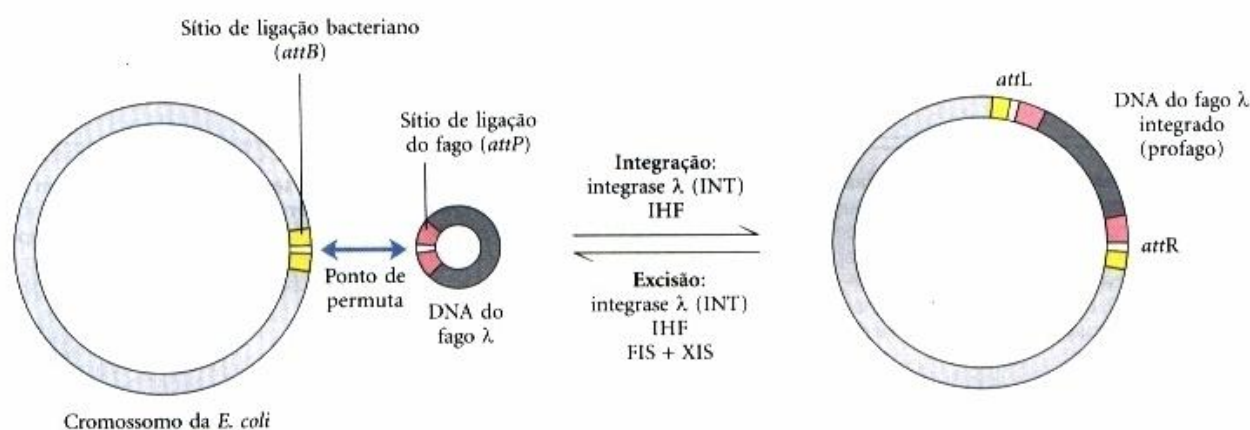 Sítio de ligação bacteriano
(attB)
Sítio de ligação
do fago (attP)
Ponto de
permuta
DNA do
fago λ
Cromossomo da E. coli
Integração:
integrase λ (INT)
IHF
Excisão:
integrase λ (INT)
IHF
FIS + XIS
attL
DNA do fago λ
integrado
(profago)
attR